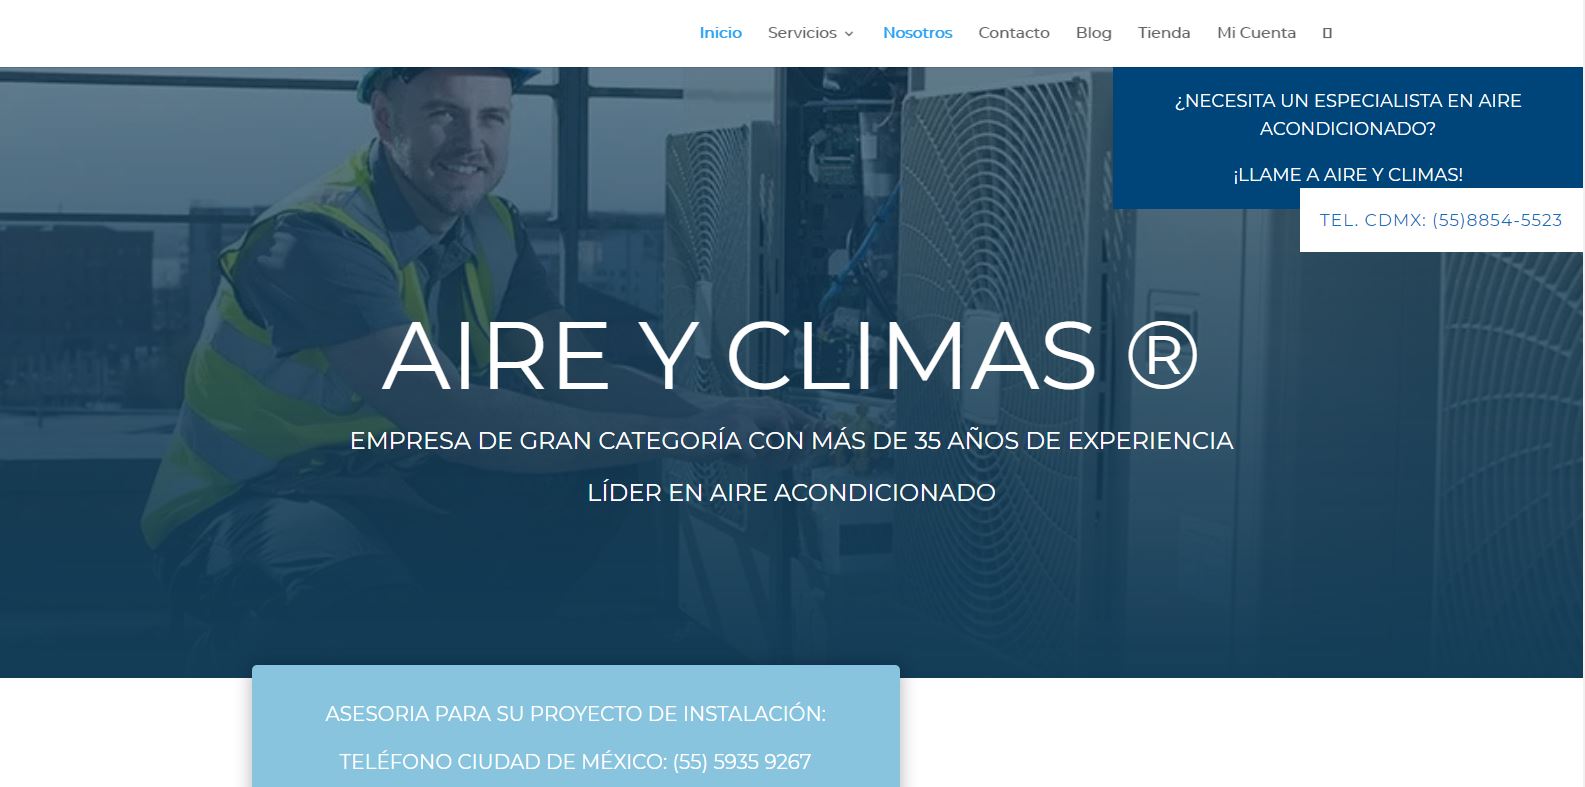 Inicio Servicios Nosotros Contacto Blog Tienda Mi Cuenta
¿NECESITA UN ESPECIALISTA EN AIRE
ACONDICIONADO?
¡LLAME A AIRE Y CLIMAS!
TEL. CDMX: (55)8854-5523
AIRE Y CLIMAS ®
EMPRESA DE GRAN CATEGORÍA CON MÁS DE 35 AÑOS DE EXPERIENCIA
LÍDER EN AIRE ACONDICIONADO
ASESORIA PARA SU PROYECTO DE INSTALACIÓN:
TELÉFONO CIUDAD DE MÉXICO: (55) 5935 9267